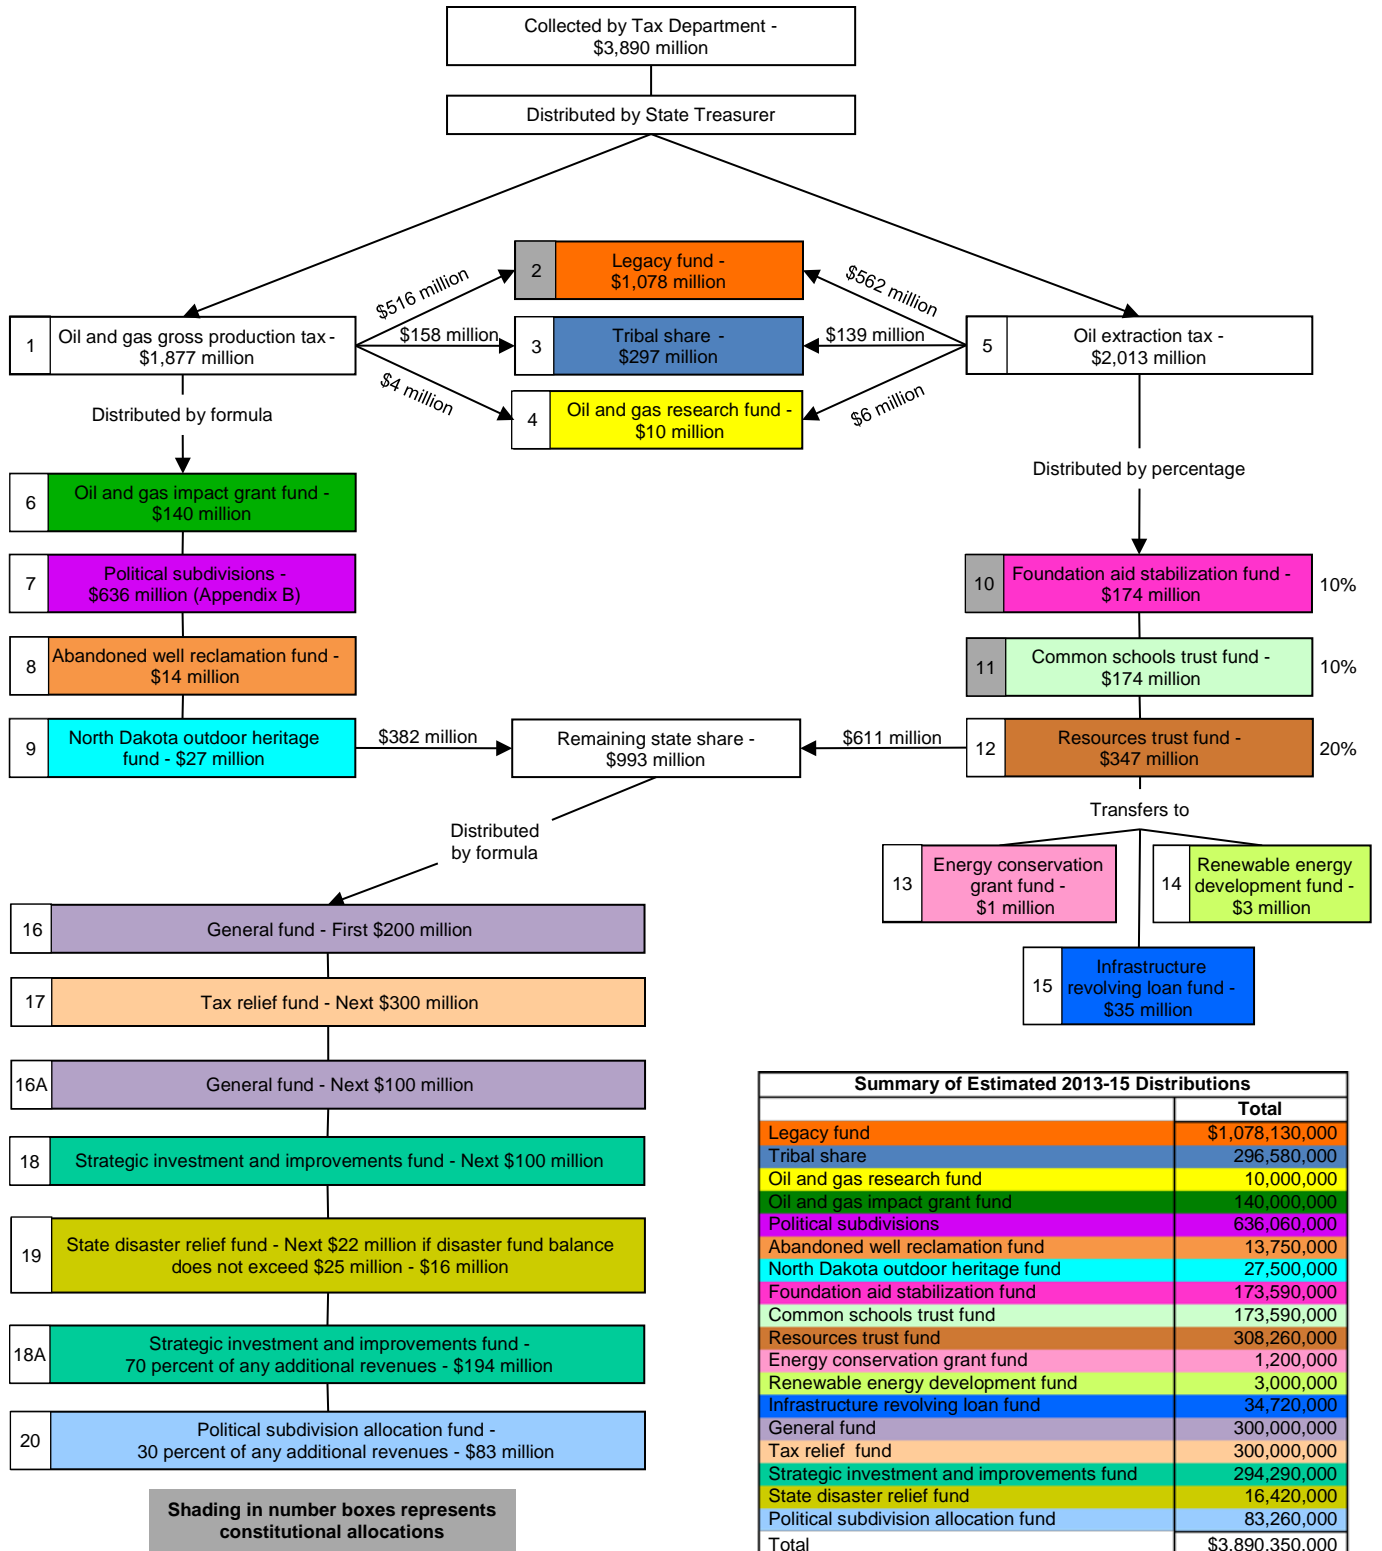 Collected by Tax Department -
$3,890 million
Distributed by State Treasurer
2
Legacy fund -
$1,078 million
$516 million
$562 million
1
Oil and gas gross production tax -
$1,877 million
$158 million
3
Tribal share -
$297 million
$139 million
5
Oil extraction tax -
$2,013 million
$4 million
4
Oil and gas research fund -
$10 million
$6 million
Distributed by formula
Distributed by percentage
6
Oil and gas impact grant fund -
$140 million
7
Political subdivisions -
$636 million (Appendix B)
10
Foundation aid stabilization fund -
$174 million
10%
8
Abandoned well reclamation fund -
$14 million
11
Common schools trust fund -
$174 million
10%
9
North Dakota outdoor heritage
fund - $27 million
$382 million
Remaining state share -
$993 million
$611 million
12
Resources trust fund -
$347 million
20%
Transfers to
Distributed
by formula
13
Energy conservation
grant fund -
$1 million
14
Renewable energy
development fund -
$3 million
15
Infrastructure
revolving loan fund -
$35 million
16
General fund - First $200 million
17
Tax relief fund - Next $300 million
16A
General fund - Next $100 million
18
Strategic investment and improvements fund - Next $100 million
19
State disaster relief fund - Next $22 million if disaster fund balance
does not exceed $25 million - $16 million
18A
Strategic investment and improvements fund -
70 percent of any additional revenues - $194 million
20
Political subdivision allocation fund -
30 percent of any additional revenues - $83 million
Shading in number boxes represents
constitutional allocations
Summary of Estimated 2013-15 Distributions
Total
Legacy fund $1,078,130,000
Tribal share 296,580,000
Oil and gas research fund 10,000,000
Oil and gas impact grant fund 140,000,000
Political subdivisions 636,060,000
Abandoned well reclamation fund 13,750,000
North Dakota outdoor heritage fund 27,500,000
Foundation aid stabilization fund 173,590,000
Common schools trust fund 173,590,000
Resources trust fund 308,260,000
Energy conservation grant fund 1,200,000
Renewable energy development fund 3,000,000
Infrastructure revolving loan fund 34,720,000
General fund 300,000,000
Tax relief fund 300,000,000
Strategic investment and improvements fund 294,290,000
State disaster relief fund 16,420,000
Political subdivision allocation fund 83,260,000
Total $3,890,350,000